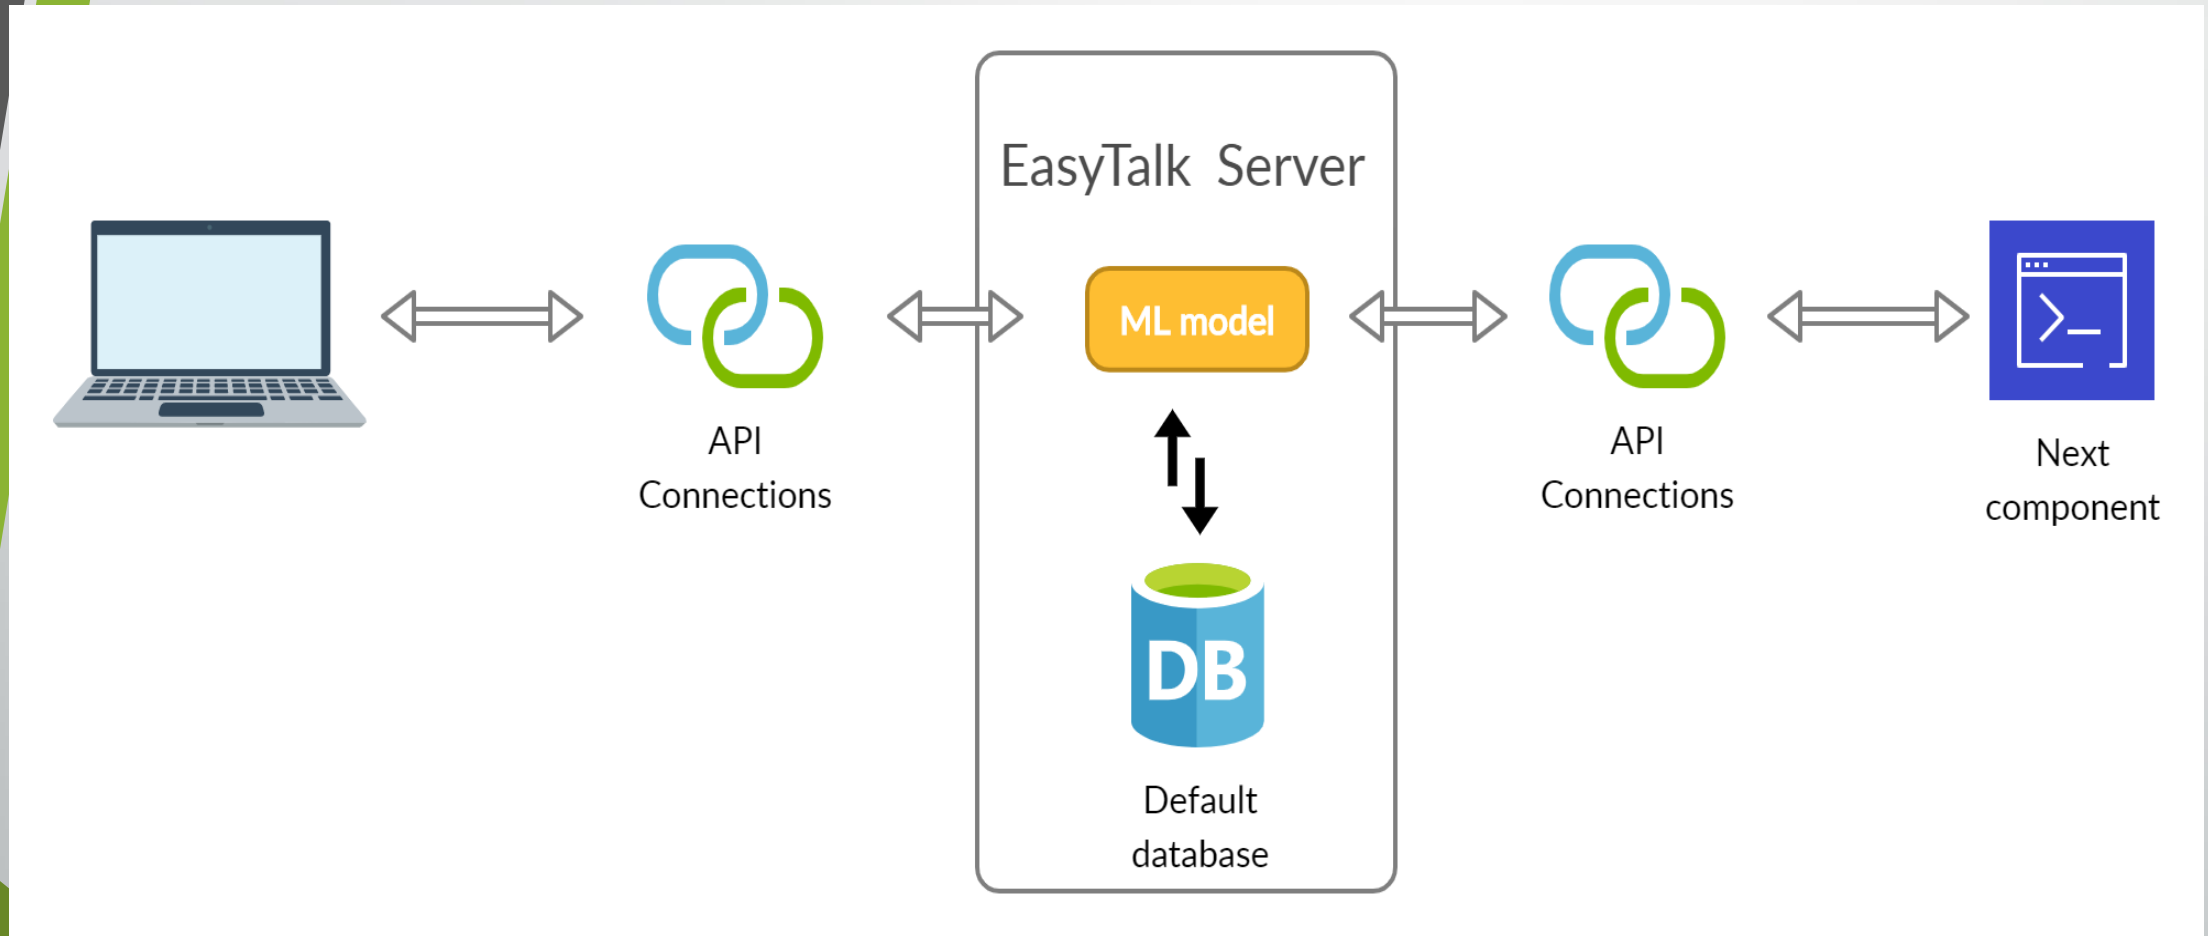 EasyTalk Server
ML model
API
Connections
API
Connections
Next
component
DB
Default
database